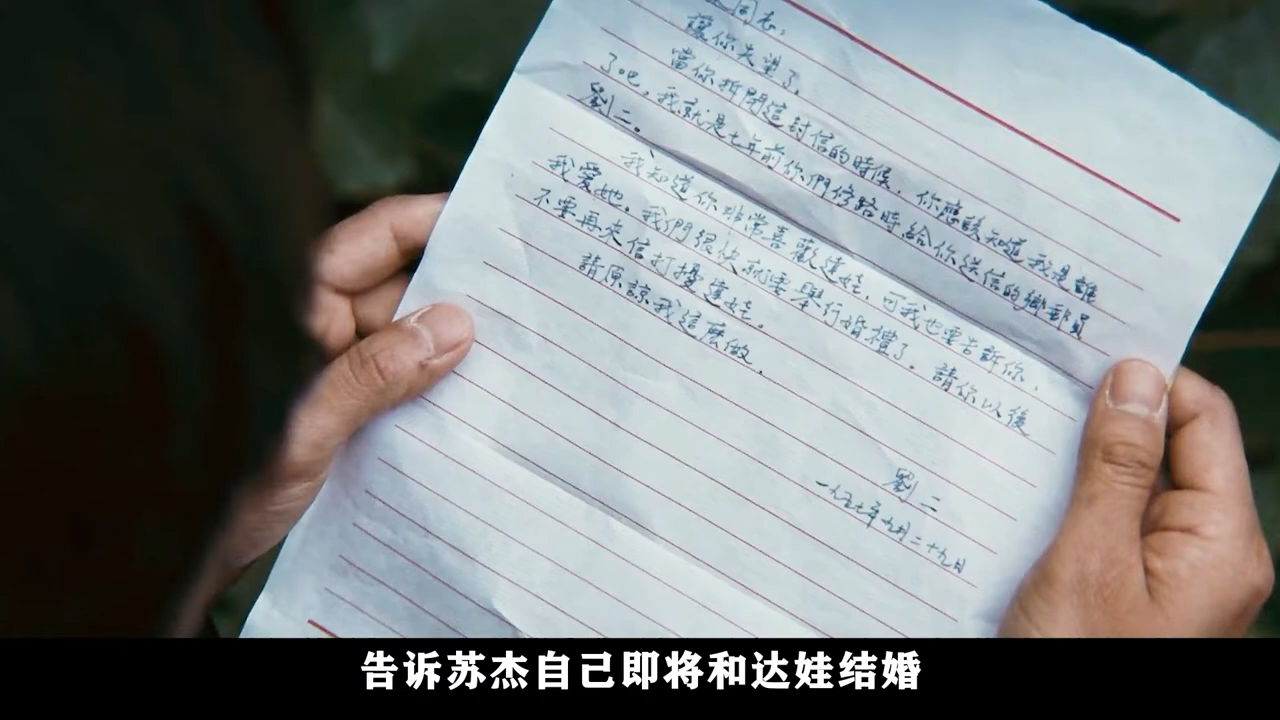 同志：
讓你失望了，
當你拆開這封信的時候，你應該知道我是誰
了吧，我就是七年前你們修路時給你送信的鄉郵員
劉二。
我知道你非常喜歡達娃，可我也要告訴你，
我愛她，我們很快就要舉行婚禮了。請你以後
不要再來信打擾達娃。
請原諒我這麼做。
劉二
一九五七年九月二十九日
告诉苏杰自己即将和达娃结婚